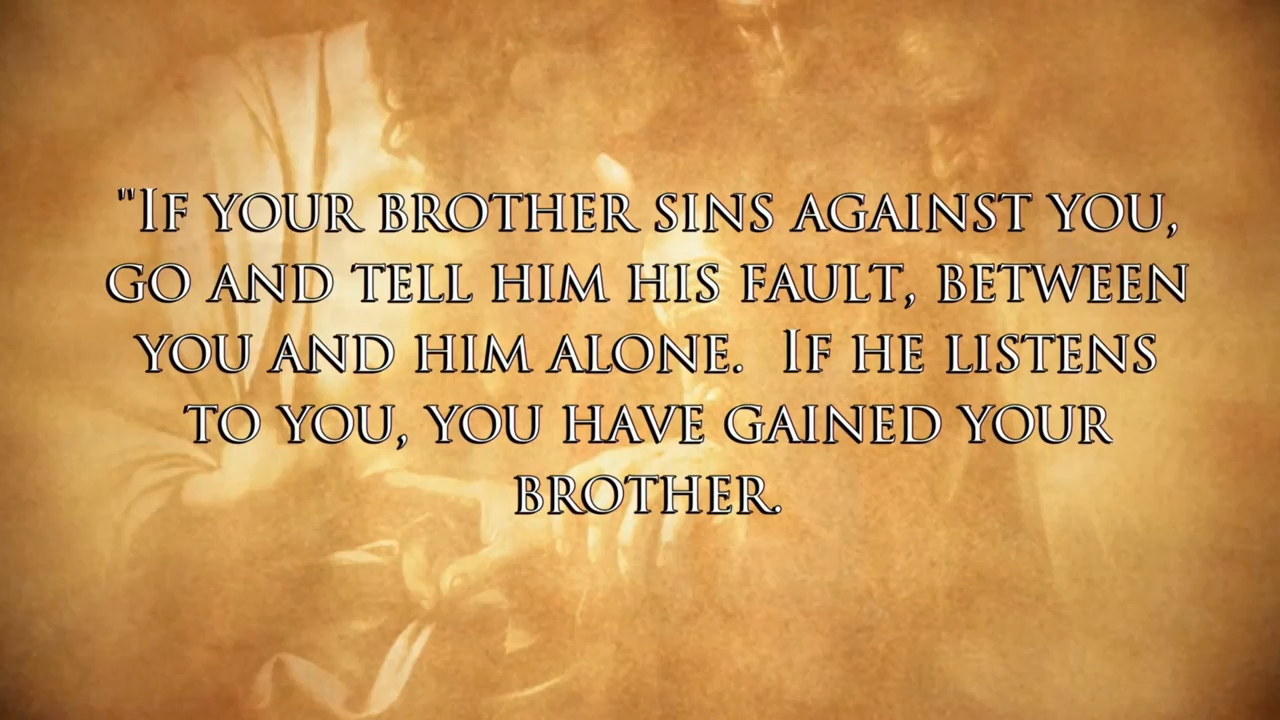 "If your brother sins against you,
go and tell him his fault, between
you and him alone.  If he listens
to you, you have gained your
brother.